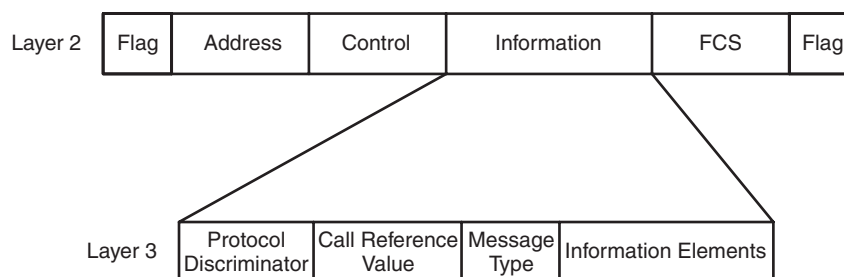 Layer 2 Flag Address Control Information FCS Flag
Layer 3 Protocol Discriminator Call Reference Value Message Type Information Elements